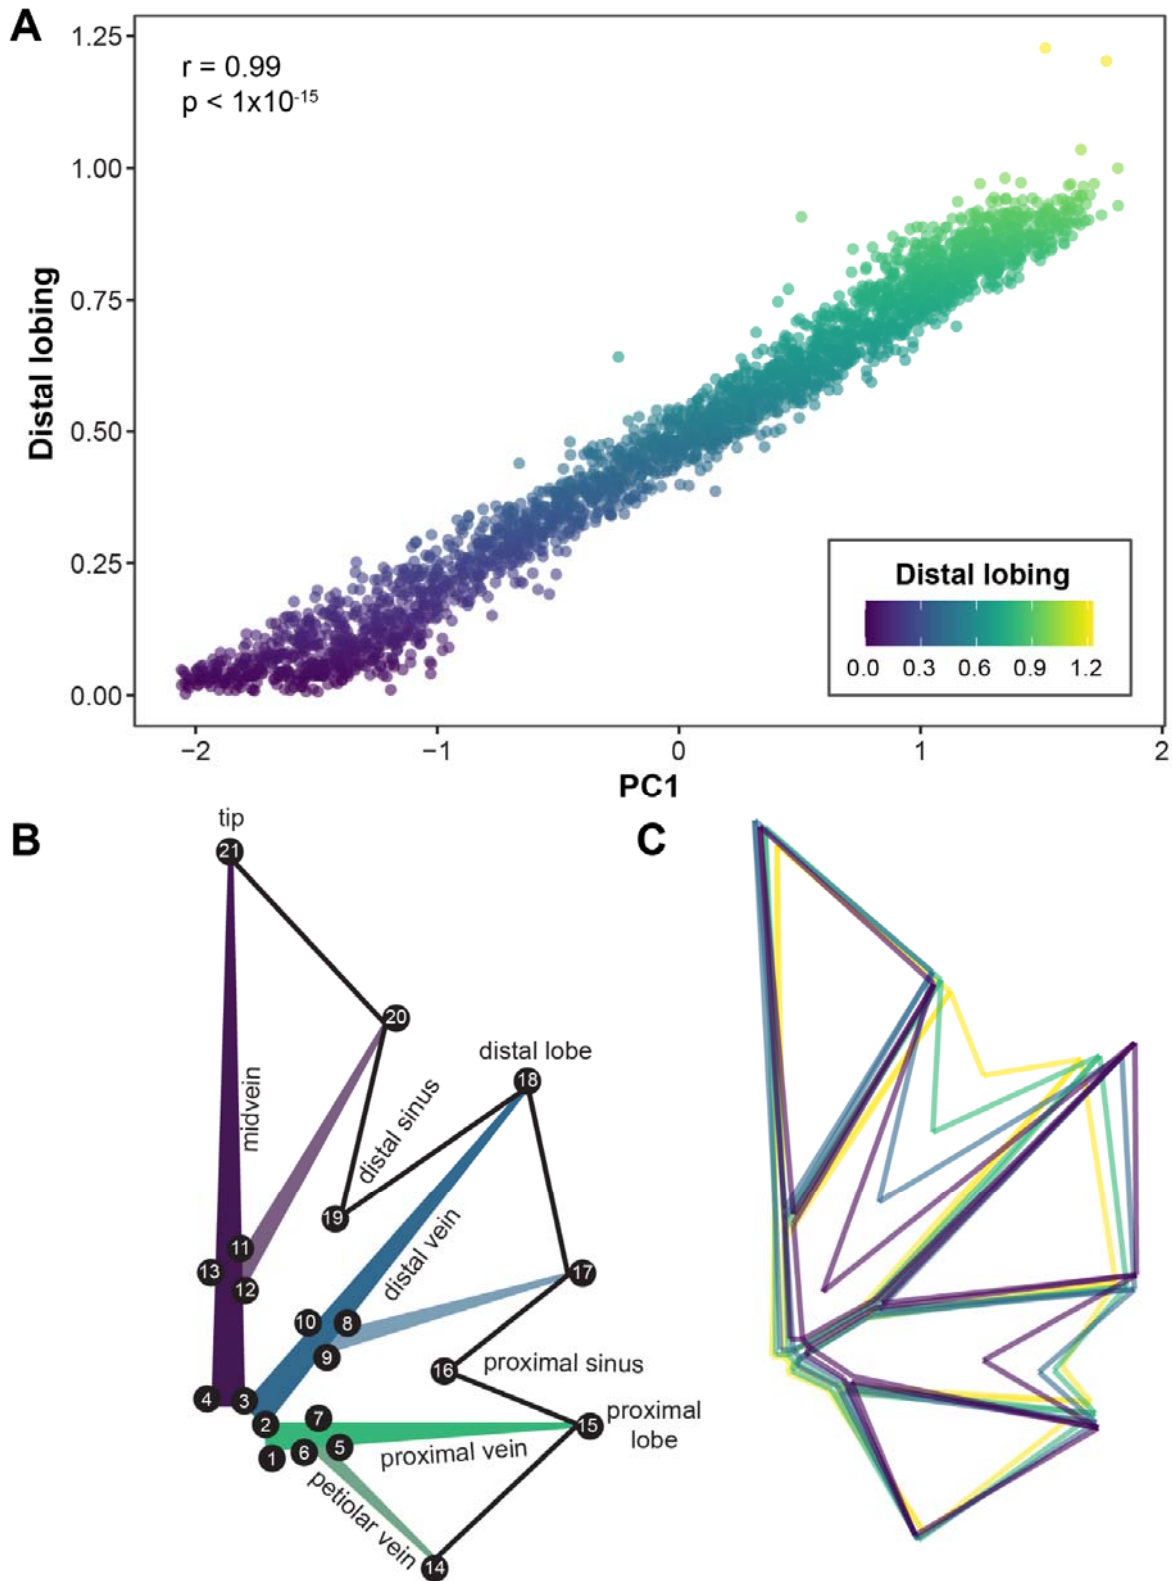 A
1.25
r = 0.99
p < 1x10⁻¹⁵
1.00
0.75
0.50
0.25
0.00
Distal lobing
Distal lobing
0.0 0.3 0.6 0.9 1.2
−2 −1 0 1 2
PC1
B
tip
21
20
distal lobe
18
midvein
distal sinus
19
distal vein
11
13
12
17
10
8
9
proximal sinus
16
4
3
7
2
15
proximal
lobe
5
6
1
proximal vein
petiolar vein
14
C